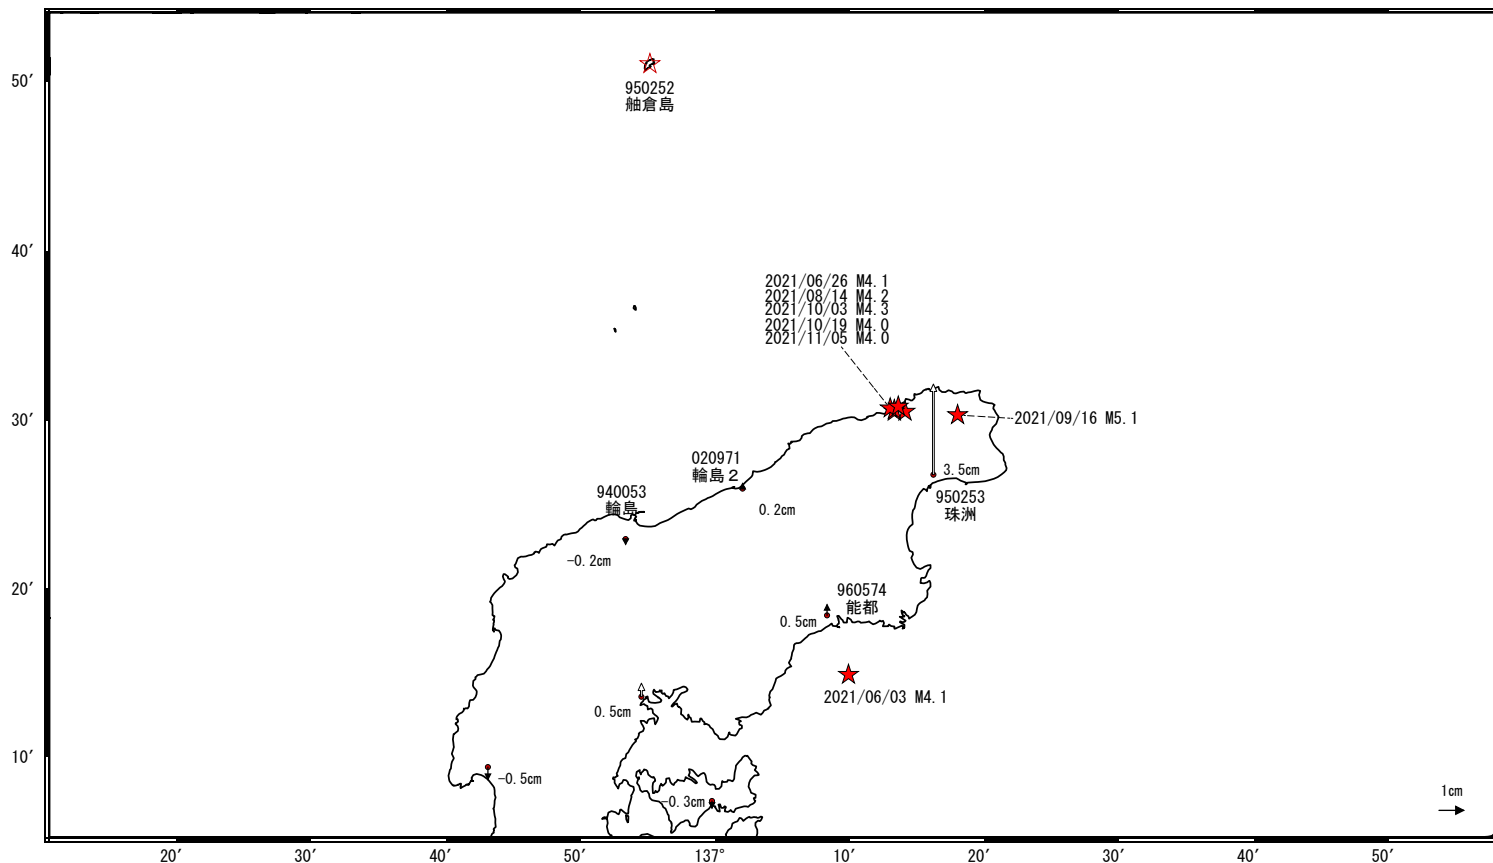 50′
950252
舳倉島
40′
2021/06/26 M4.1
2021/08/14 M4.2
2021/10/03 M4.3
2021/10/19 M4.0
2021/11/05 M4.0
30′
2021/09/16 M5.1
020971
輪島２
3.5cm
940053
輪島
950253
珠洲
0.2cm
-0.2cm
20′
960574
能都
0.5cm
2021/06/03 M4.1
0.5cm
10′
-0.5cm
-0.3cm
1cm
20′ 30′ 40′ 50′ 137° 10′ 20′ 30′ 40′ 50′